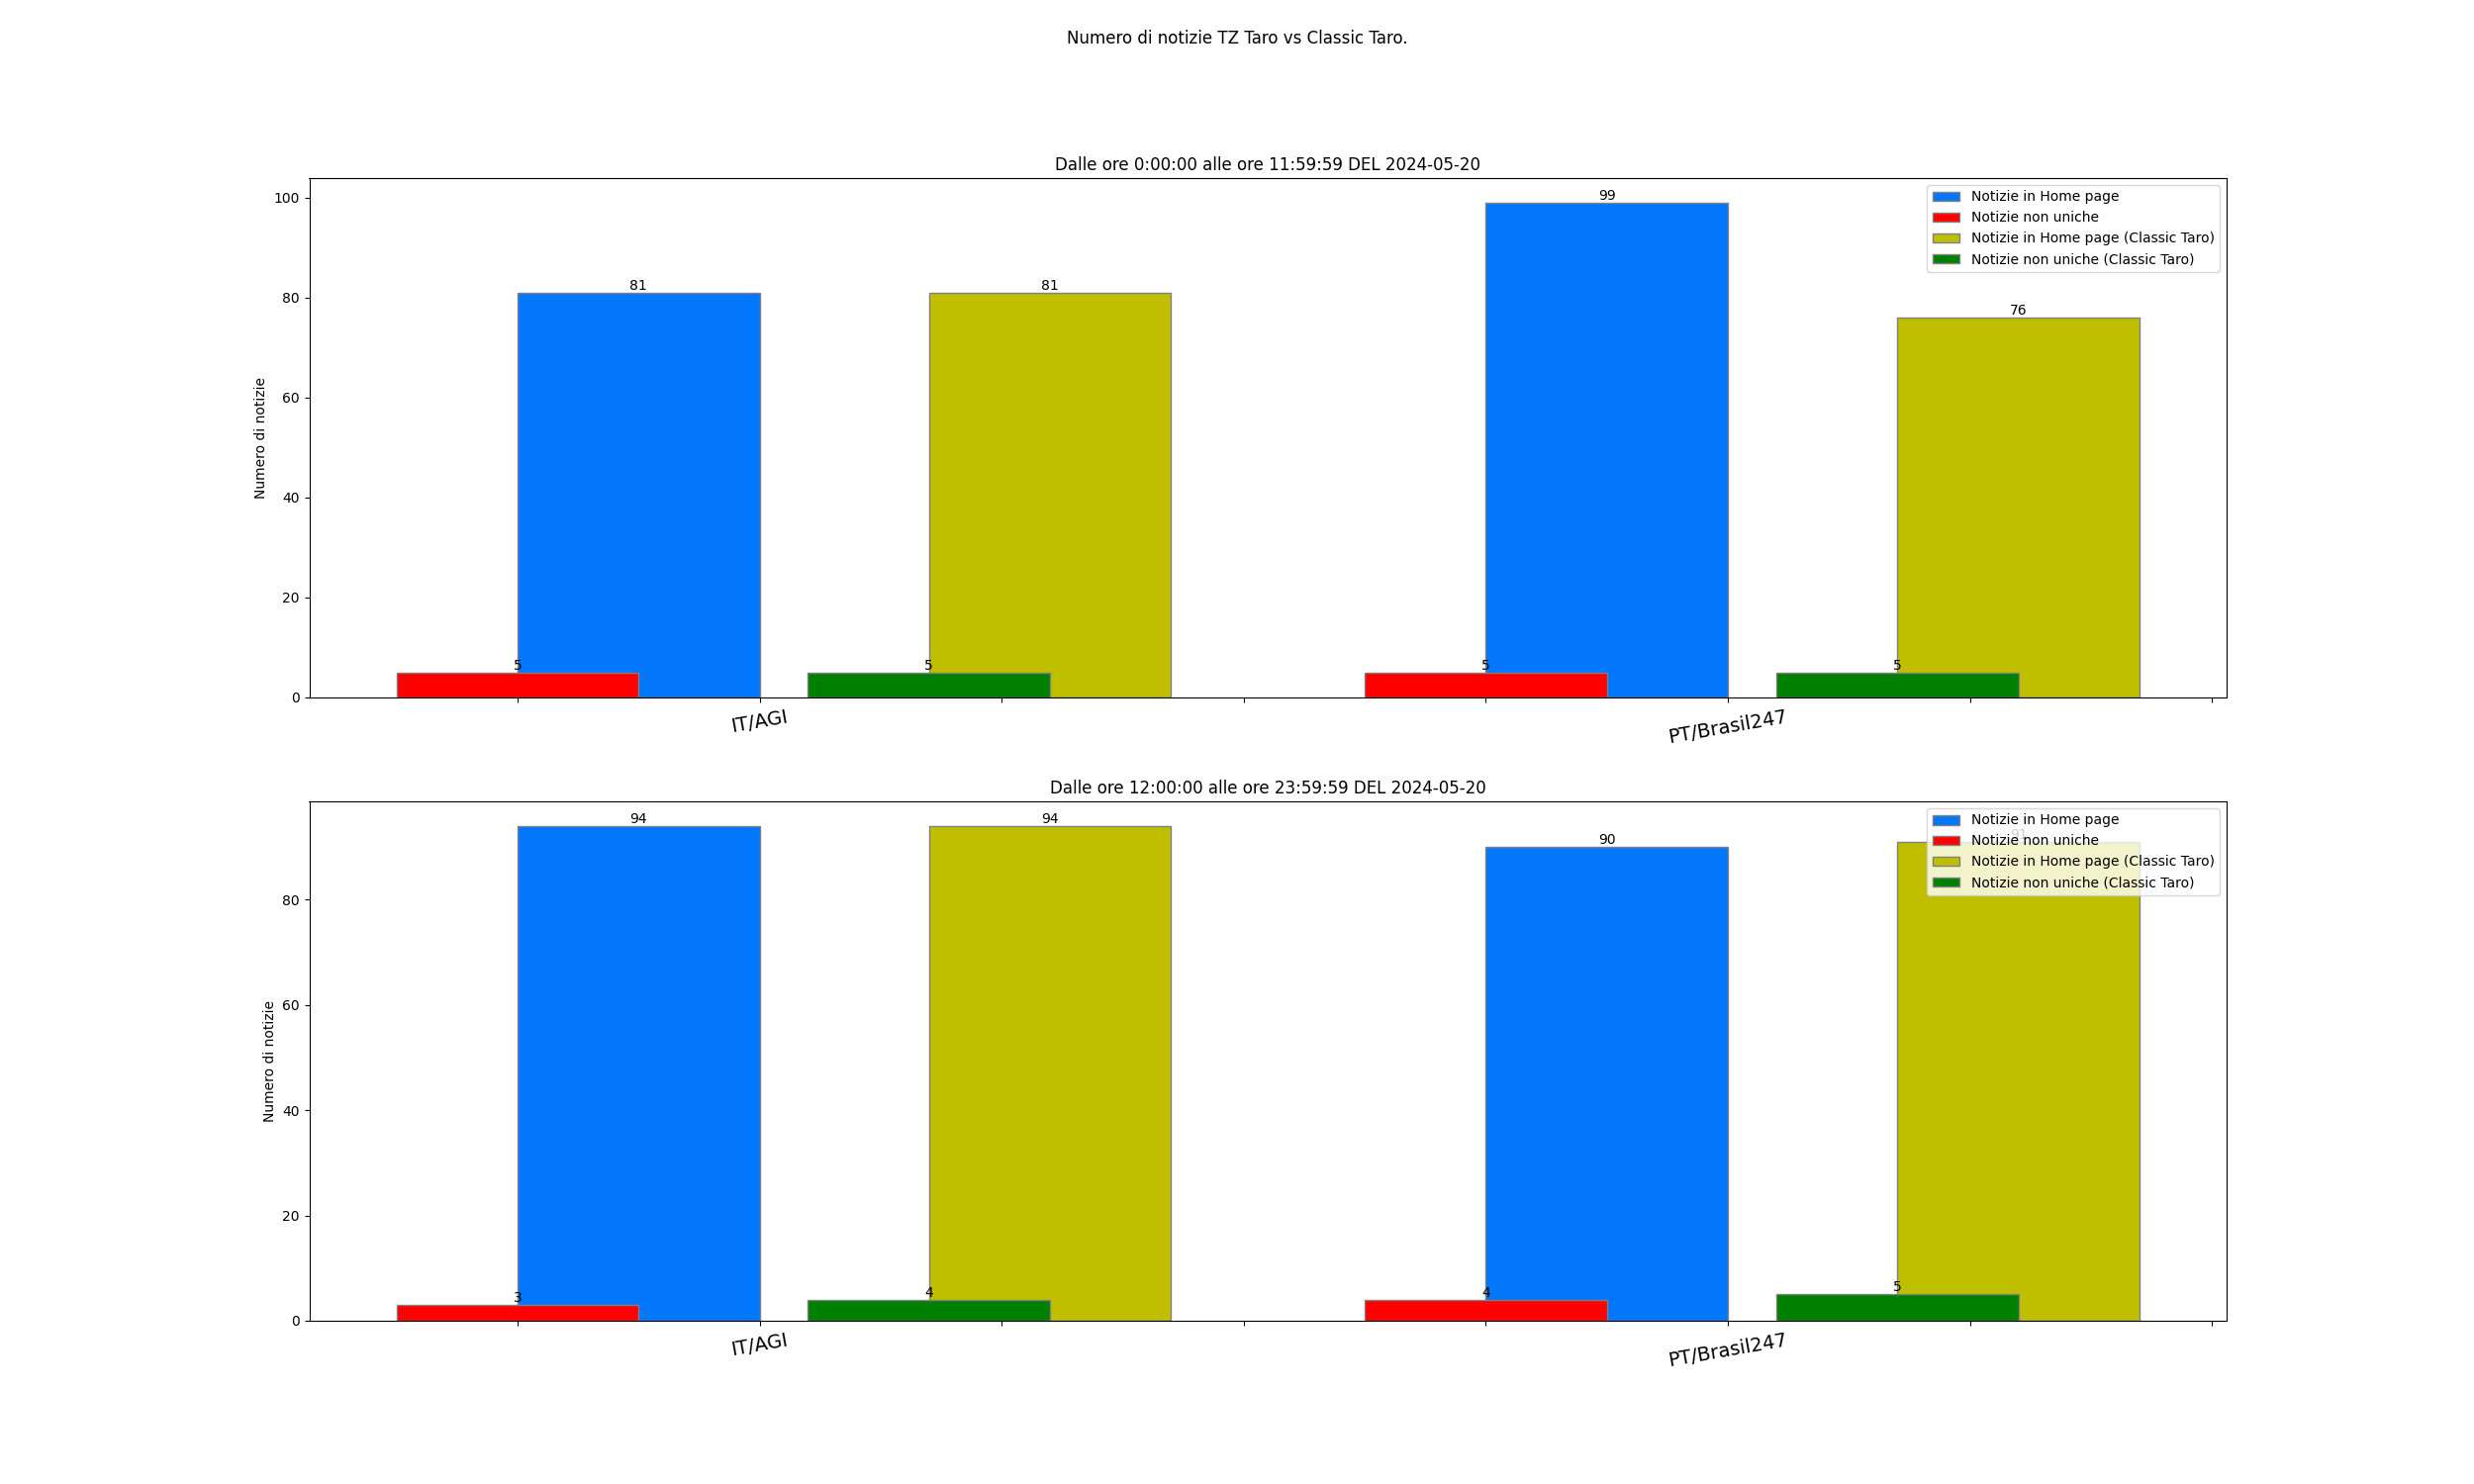 Numero di notizie TZ Taro vs Classic Taro.
Dalle ore 0:00:00 alle ore 11:59:59 DEL 2024-05-20
Numero di notizie
100
80
60
40
20
0
81
81
99
76
5
5
5
5
Notizie in Home page
Notizie non uniche
Notizie in Home page (Classic Taro)
Notizie non uniche (Classic Taro)
IT/AGI
PT/Brasil247
Dalle ore 12:00:00 alle ore 23:59:59 DEL 2024-05-20
Numero di notizie
80
60
40
20
0
94
94
90
91
3
4
4
5
Notizie in Home page
Notizie non uniche
Notizie in Home page (Classic Taro)
Notizie non uniche (Classic Taro)
IT/AGI
PT/Brasil247